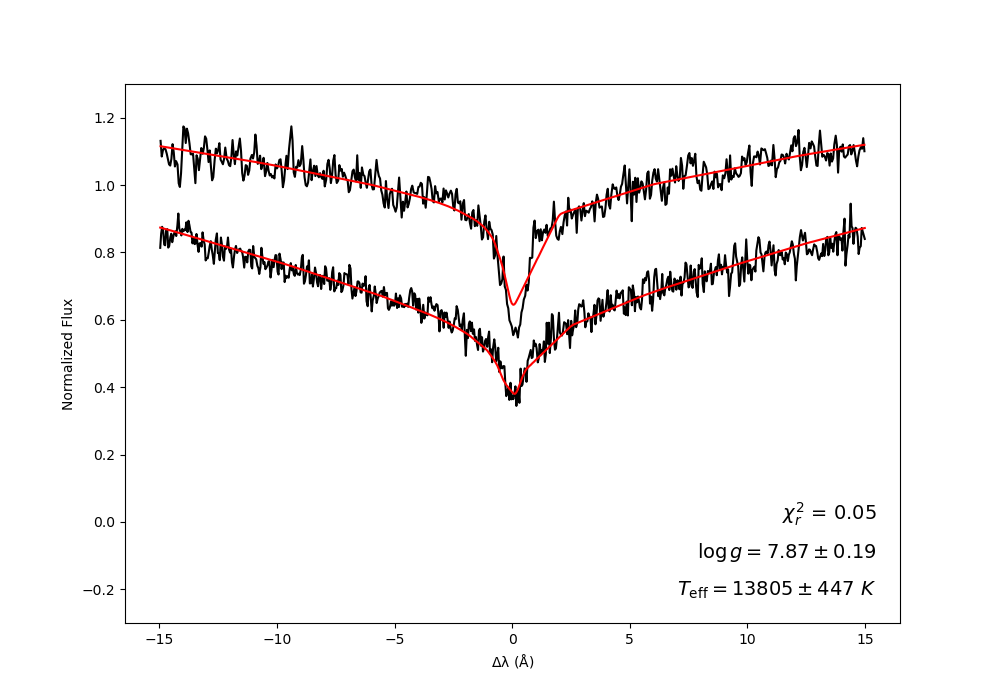 1.2
1.0
0.8
0.6
0.4
0.2
0.0
−0.2
Normalized Flux
χ²ᵣ = 0.05
log g = 7.87 ± 0.19
T_eff = 13805 ± 447 K
−15 −10 −5 0 5 10 15
Δλ (Å)